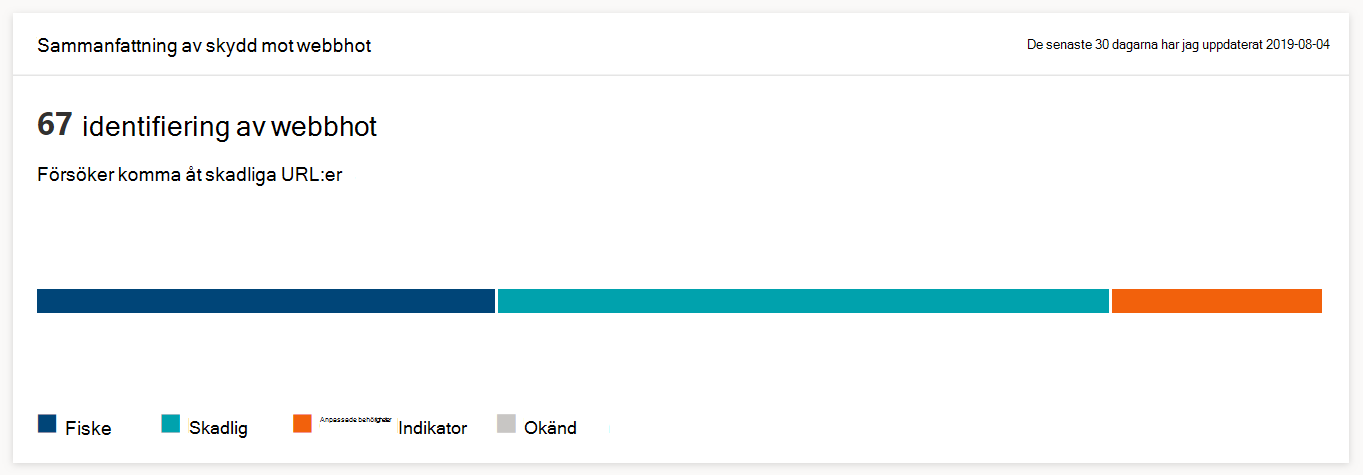 Sammanfattning av skydd mot webbhot
De senaste 30 dagarna har jag uppdaterat 2019-08-04
67 identifiering av webbhot
Försöker komma åt skadliga URL:er
Fiske Skadlig Anpassade Indikator Okänd